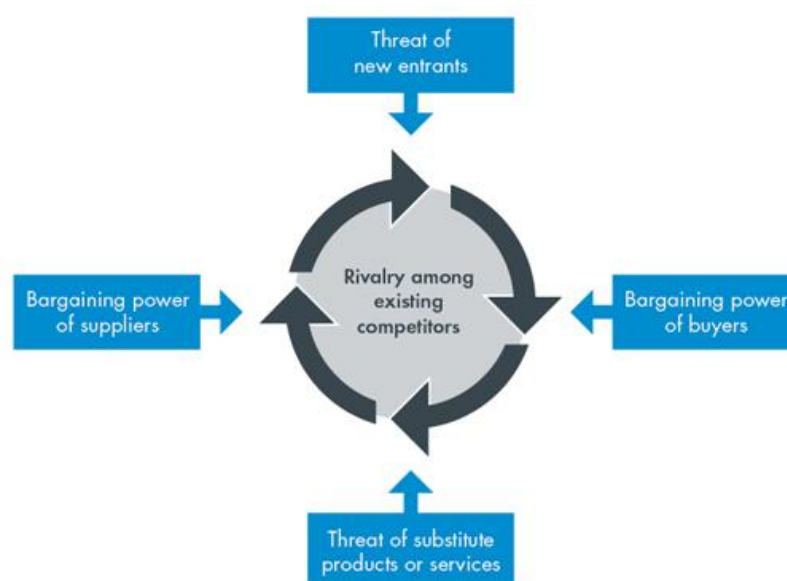 Threat of
new entrants
Bargaining power
of suppliers
Rivalry among
existing
competitors
Bargaining power
of buyers
Threat of substitute
products or services